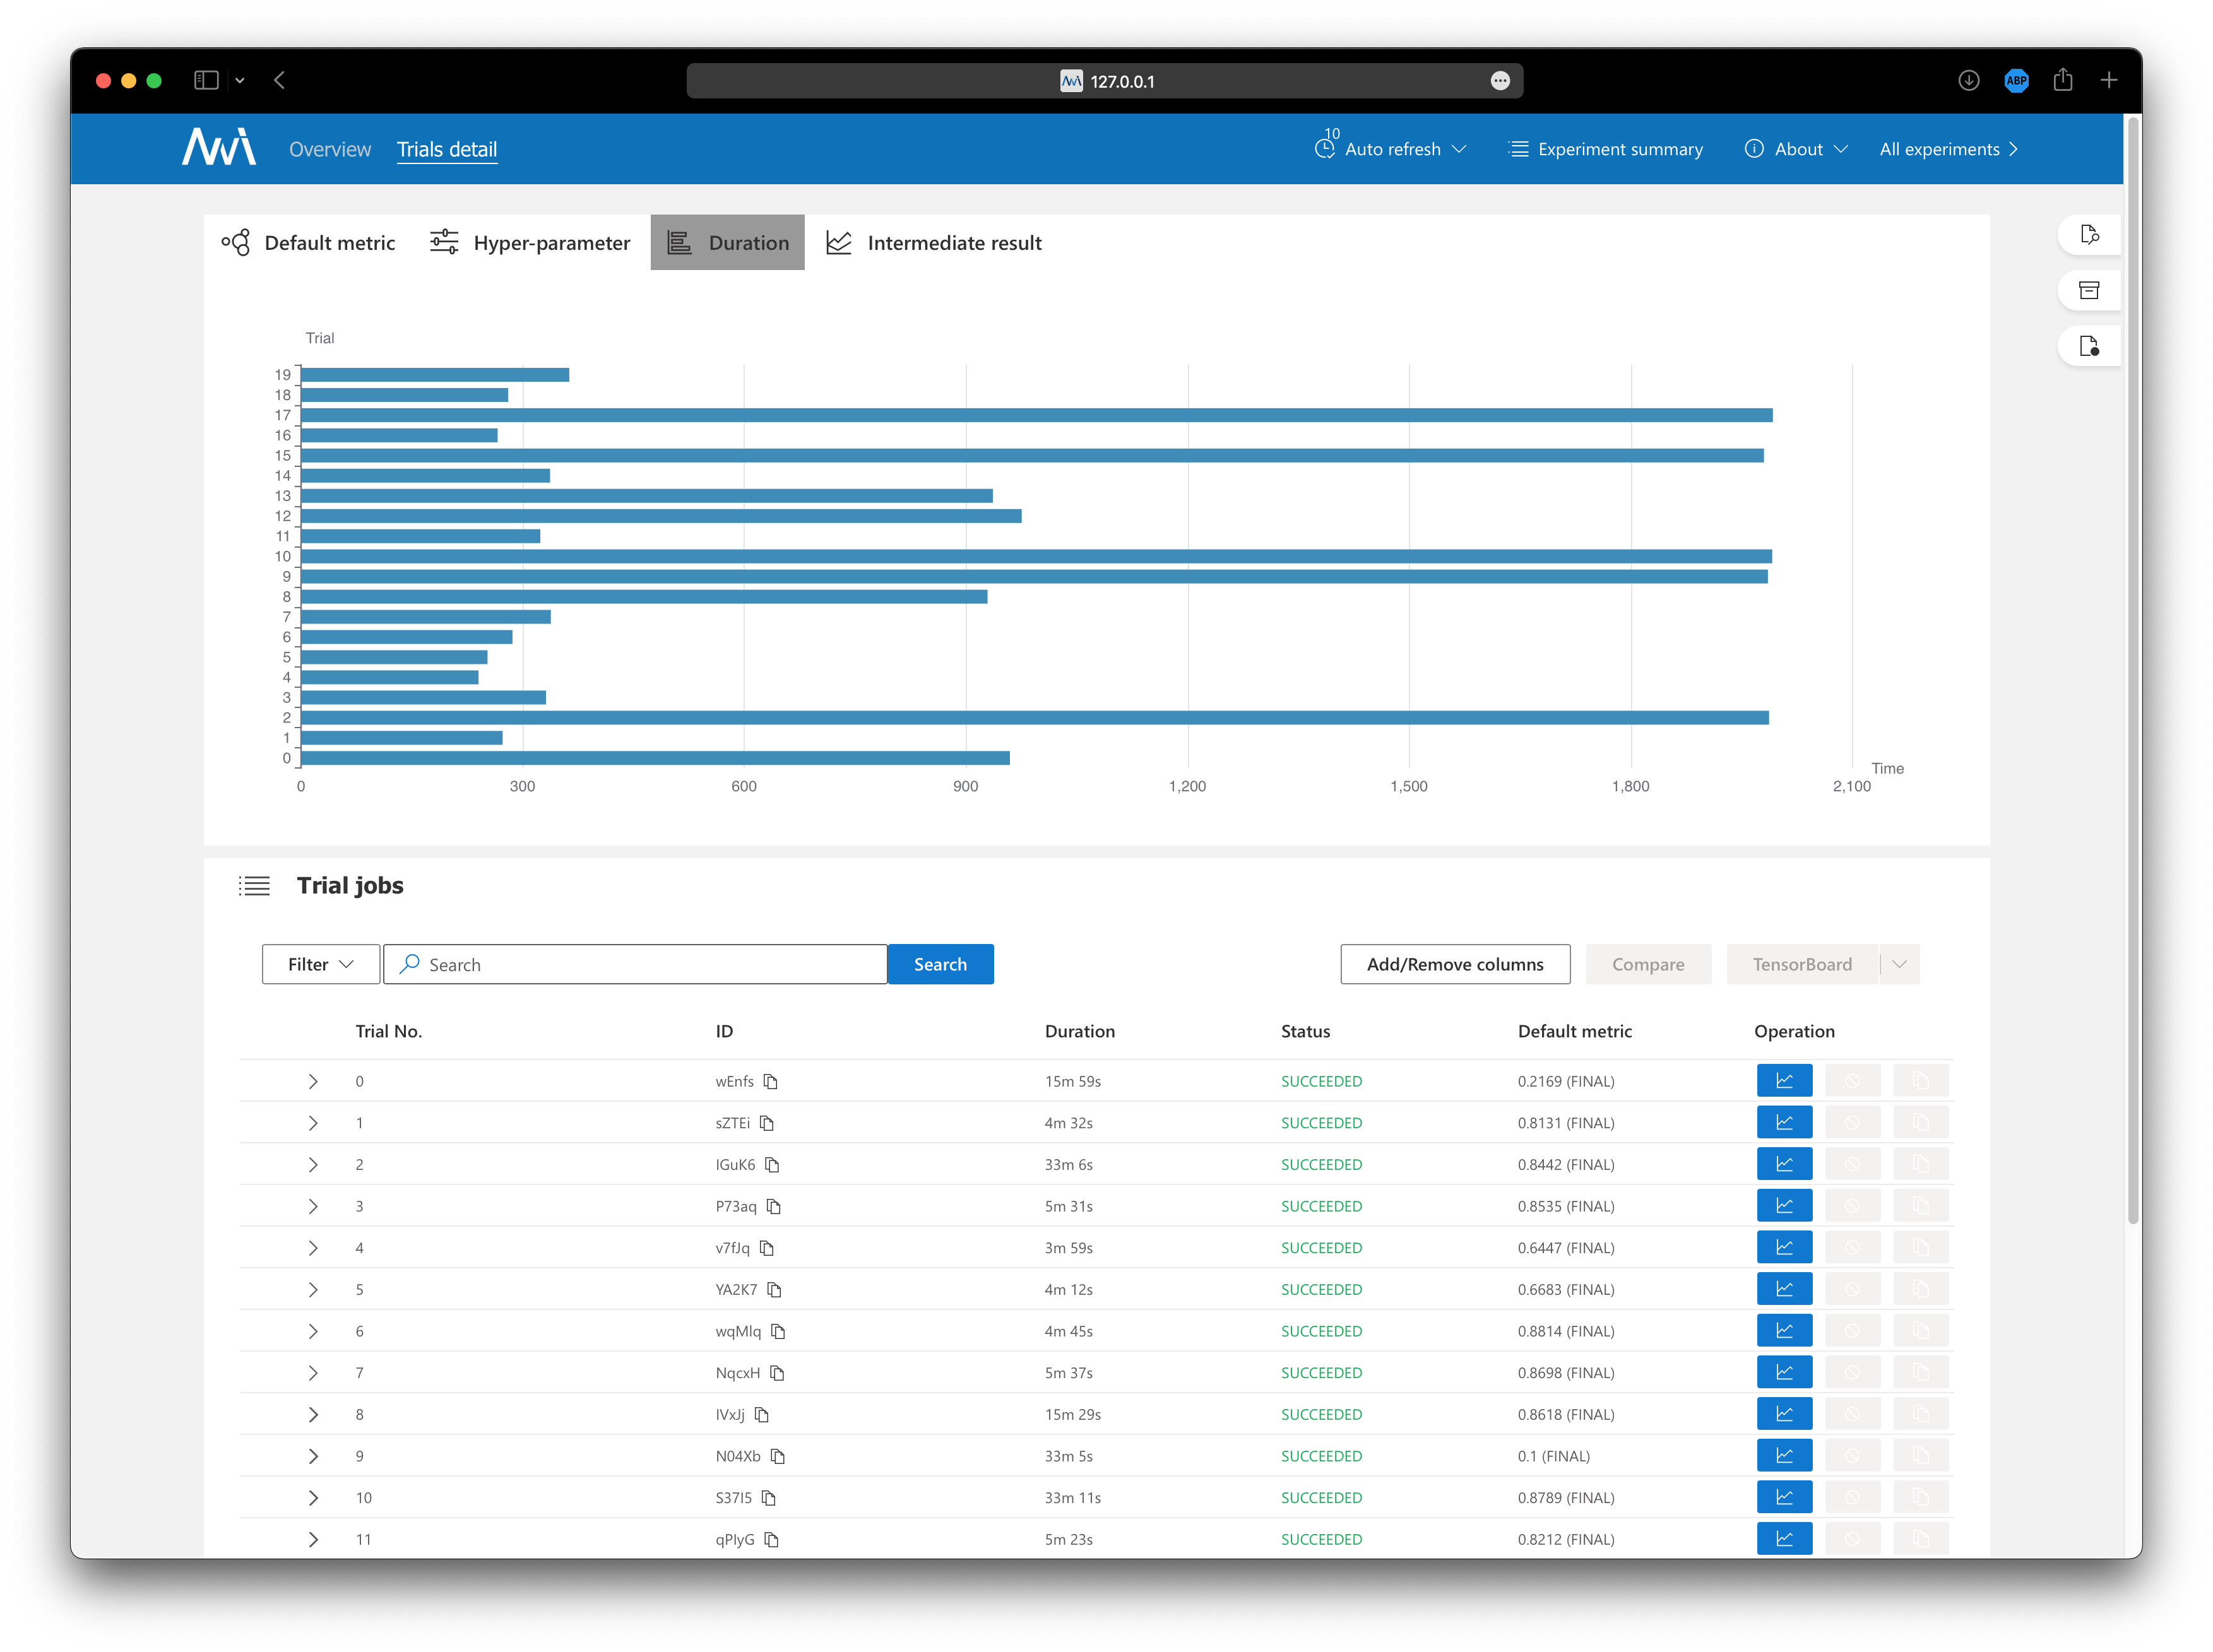 127.0.0.1
ABP
Overview Trials detail 10 Auto refresh Experiment summary About All experiments
Default metric Hyper-parameter Duration Intermediate result
Trial
19
18
17
16
15
14
13
12
11
10
9
8
7
6
5
4
3
2
1
0
Time
0 300 600 900 1,200 1,500 1,800 2,100
Trial jobs
Filter Search Search Add/Remove columns Compare TensorBoard
Trial No. ID Duration Status Default metric Operation
0 wEnfs 15m 59s SUCCEEDED 0.2169 (FINAL)
1 sZTEi 4m 32s SUCCEEDED 0.8131 (FINAL)
2 IGuK6 33m 6s SUCCEEDED 0.8442 (FINAL)
3 P73aq 5m 31s SUCCEEDED 0.8535 (FINAL)
4 v7fJq 3m 59s SUCCEEDED 0.6447 (FINAL)
5 YA2K7 4m 12s SUCCEEDED 0.6683 (FINAL)
6 wqMlq 4m 45s SUCCEEDED 0.8814 (FINAL)
7 NqcxH 5m 37s SUCCEEDED 0.8698 (FINAL)
8 IVxJj 15m 29s SUCCEEDED 0.8618 (FINAL)
9 N04Xb 33m 5s SUCCEEDED 0.1 (FINAL)
10 S37I5 33m 11s SUCCEEDED 0.8789 (FINAL)
11 qPIyG 5m 23s SUCCEEDED 0.8212 (FINAL)